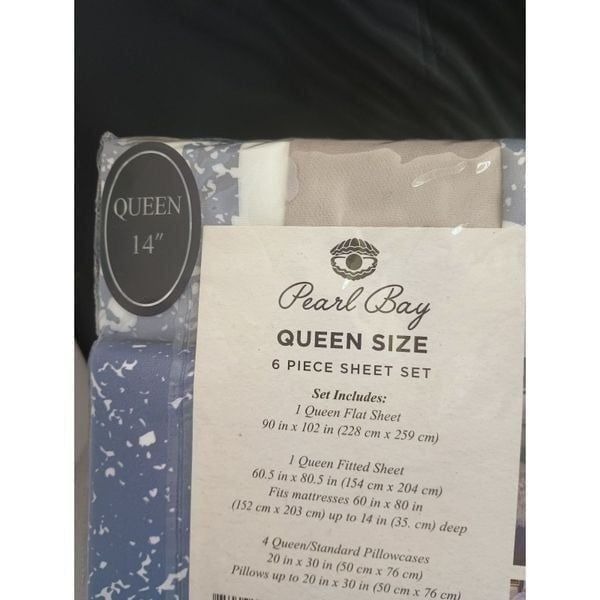 QUEEN
14"
Pearl Bay
QUEEN SIZE
6 PIECE SHEET SET
Set Includes:
1 Queen Flat Sheet
90 in x 102 in (228 cm x 259 cm)
1 Queen Fitted Sheet
60.5 in x 80.5 in (154 cm x 204 cm)
Fits mattresses 60 in x 80 in
(152 cm x 203 cm) up to 14 in (35. cm) deep
4 Queen/Standard Pillowcases
20 in x 30 in (50 cm x 76 cm)
Pillows up to 20 in x 30 in (50 cm x 76 cm)